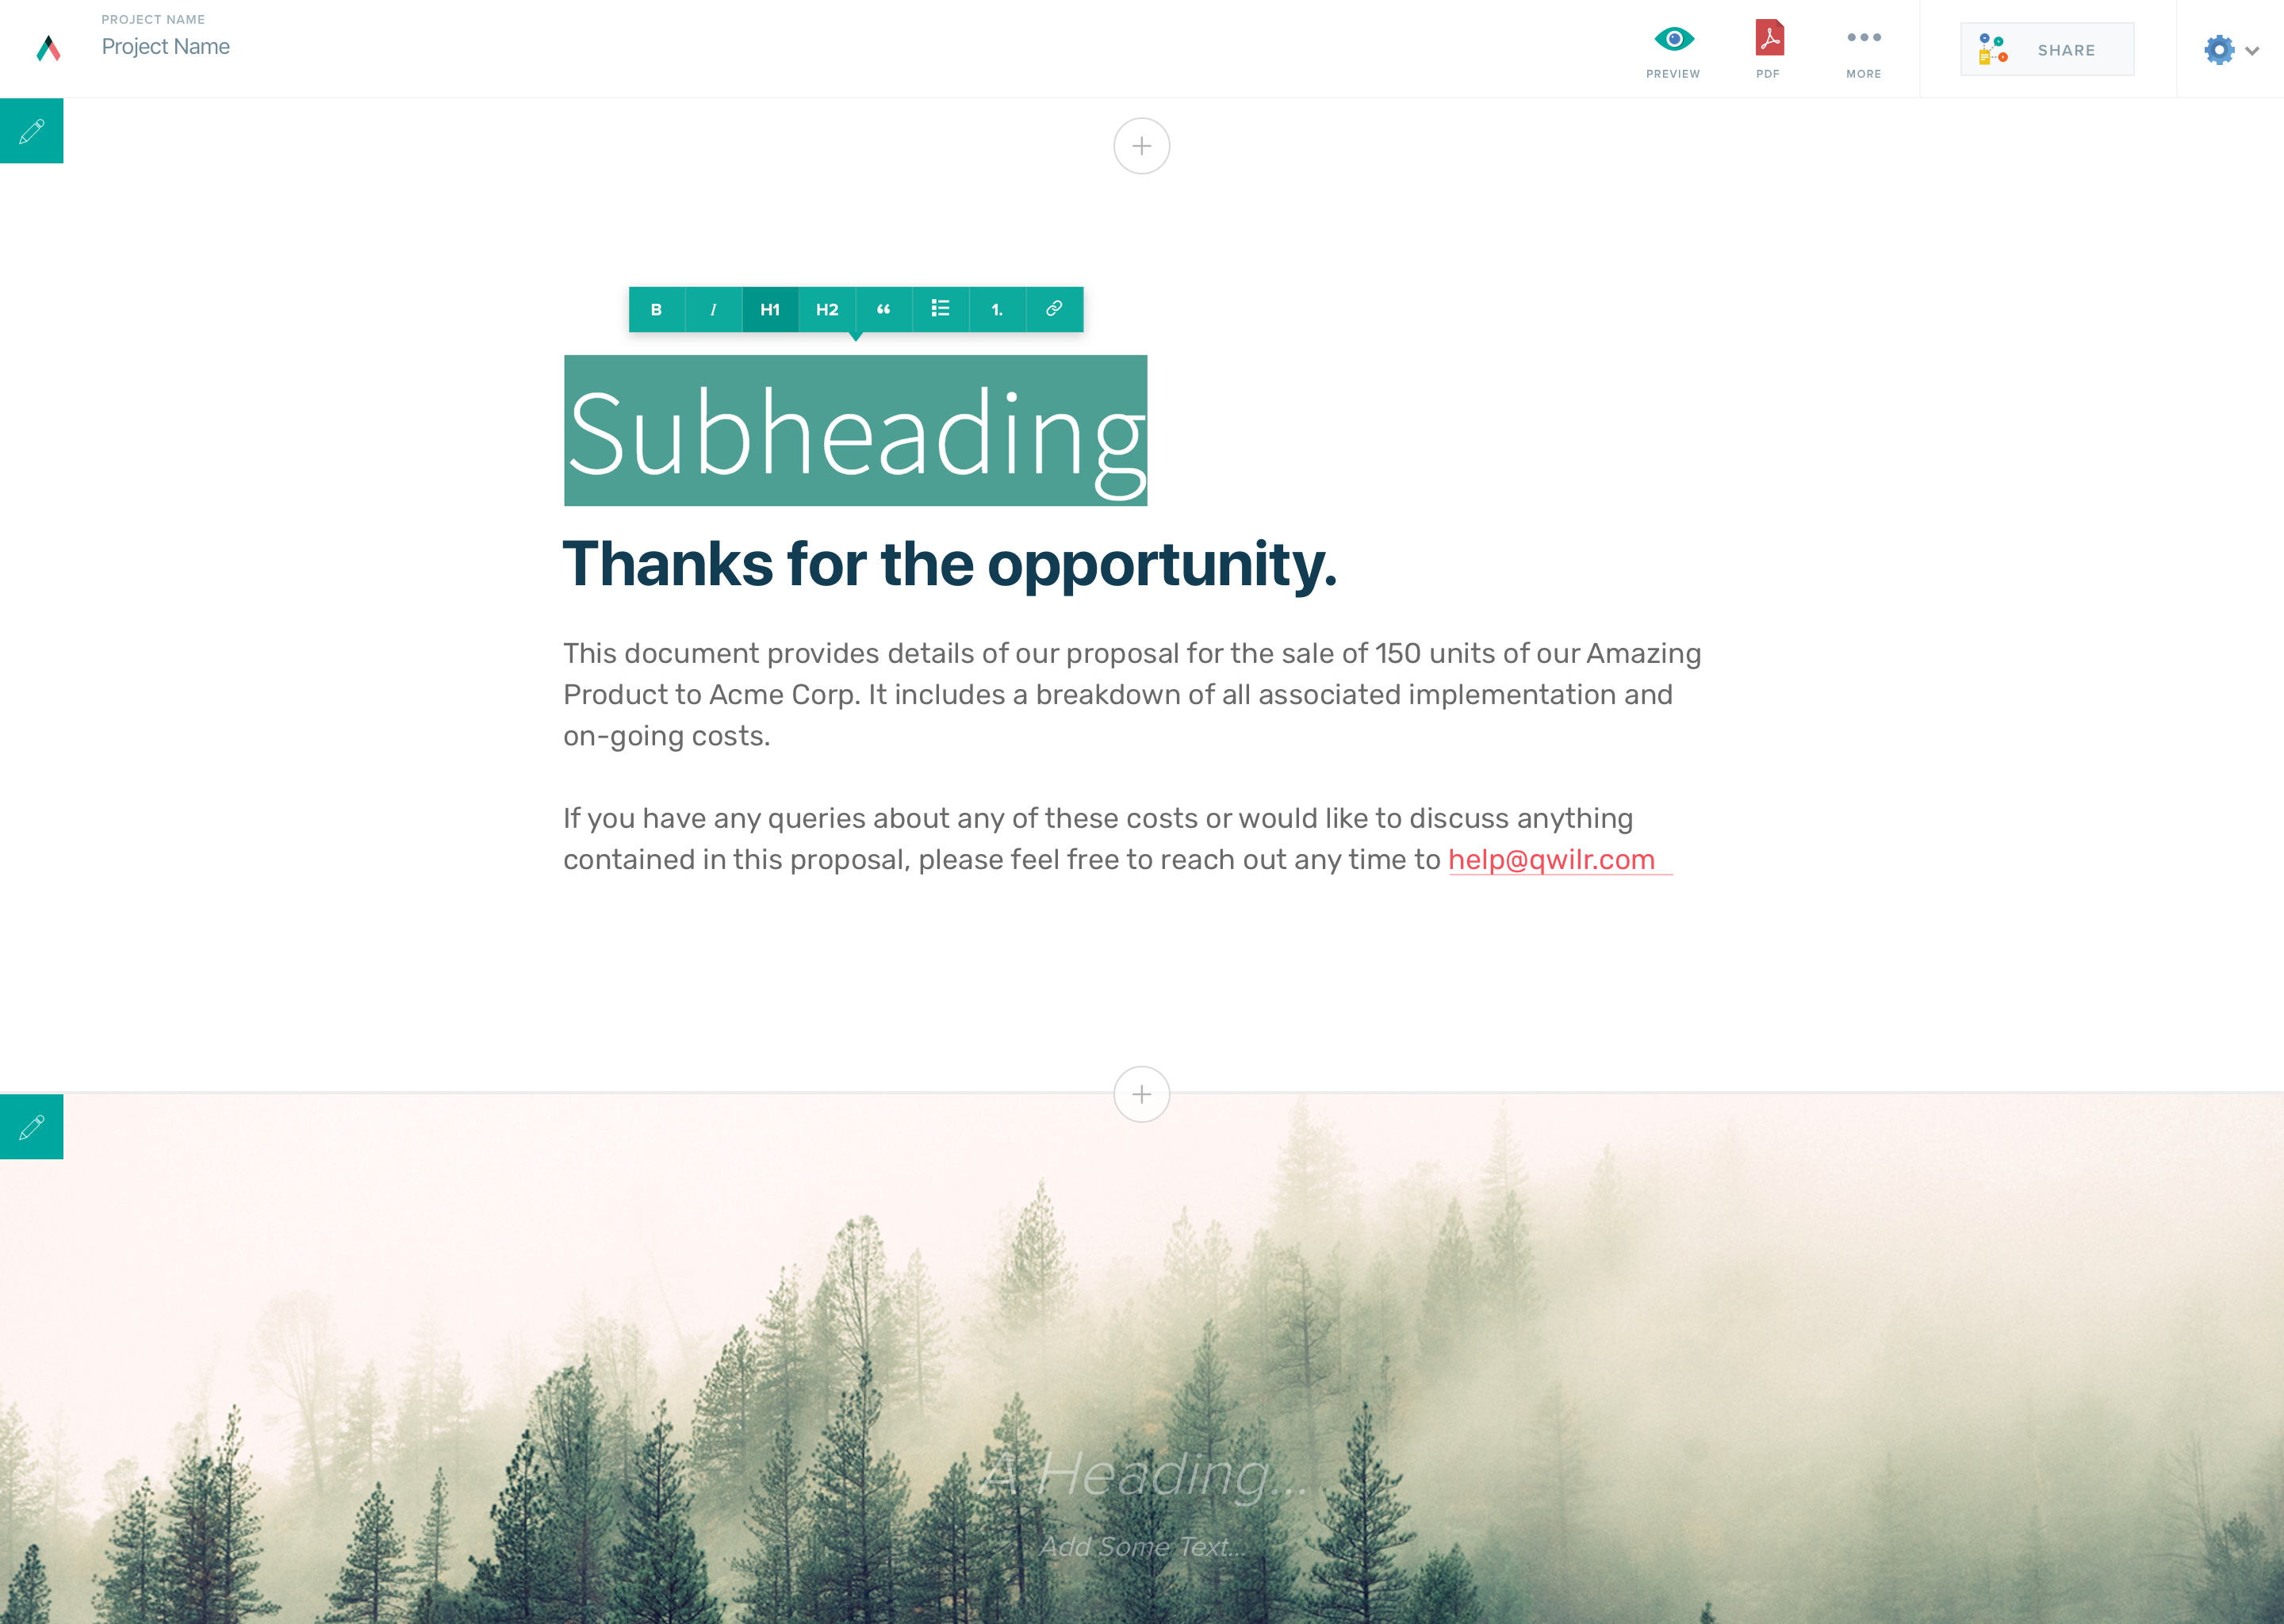 PROJECT NAME
Project Name
PREVIEW
PDF
MORE
SHARE
B I H1 H2 “ 1.
Subheading
Thanks for the opportunity.
This document provides details of our proposal for the sale of 150 units of our Amazing
Product to Acme Corp. It includes a breakdown of all associated implementation and
on-going costs.
If you have any queries about any of these costs or would like to discuss anything
contained in this proposal, please feel free to reach out any time to help@qwilr.com
A Heading...
Add Some Text...